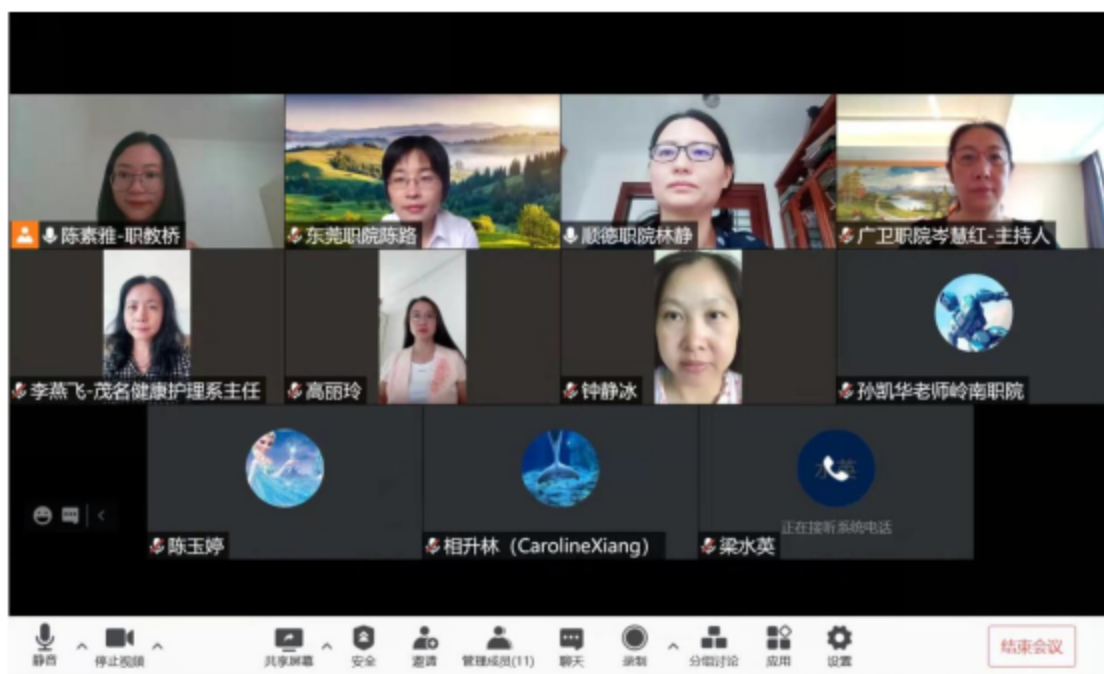 陈素雅-职教桥
东莞职院陈路
顺德职院林静
广卫职院岑慧红-主持人
李燕飞-茂名健康护理系主任
高丽玲
钟静冰
孙凯华老师岭南职院
水英
正在接听系统电话
陈玉婷
相升林（CarolineXiang）
梁水英
静音
停止视频
共享屏幕
安全
邀请
管理成员(11)
聊天
录制
分组讨论
应用
设置
结束会议